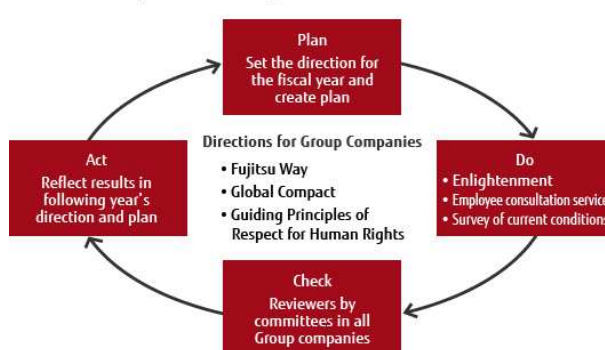 Plan
Set the direction for
the fiscal year and
create plan
Directions for Group Companies
• Fujitsu Way
• Global Compact
• Guiding Principles of
Respect for Human Rights
Act
Reflect results in
following year's
direction and plan
Do
• Enlightenment
• Employee consultation service
• Survey of current conditions
Check
Reviewers by
committees in all
Group companies